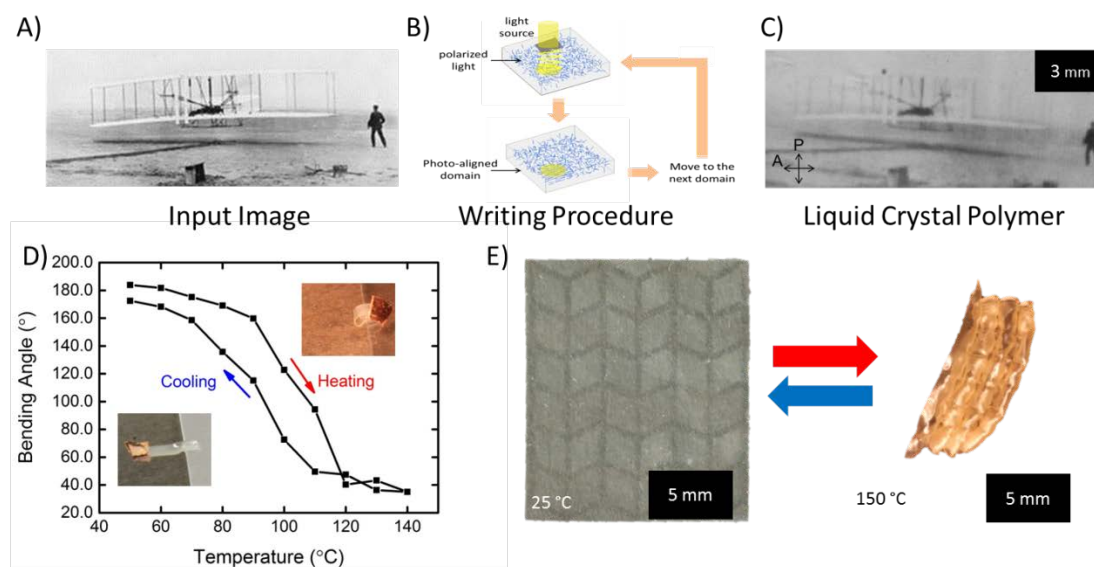 A)
B)
C)
light
source
polarized
light
Photo-aligned
domain
Move to the
next domain
3 mm
P
A
Input Image
Writing Procedure
Liquid Crystal Polymer
D)
200.0
180.0
160.0
140.0
120.0
100.0
80.0
60.0
40.0
20.0
Bending Angle (°)
Cooling
Heating
40 60 80 100 120 140
Temperature (°C)
E)
25 °C
5 mm
150 °C
5 mm